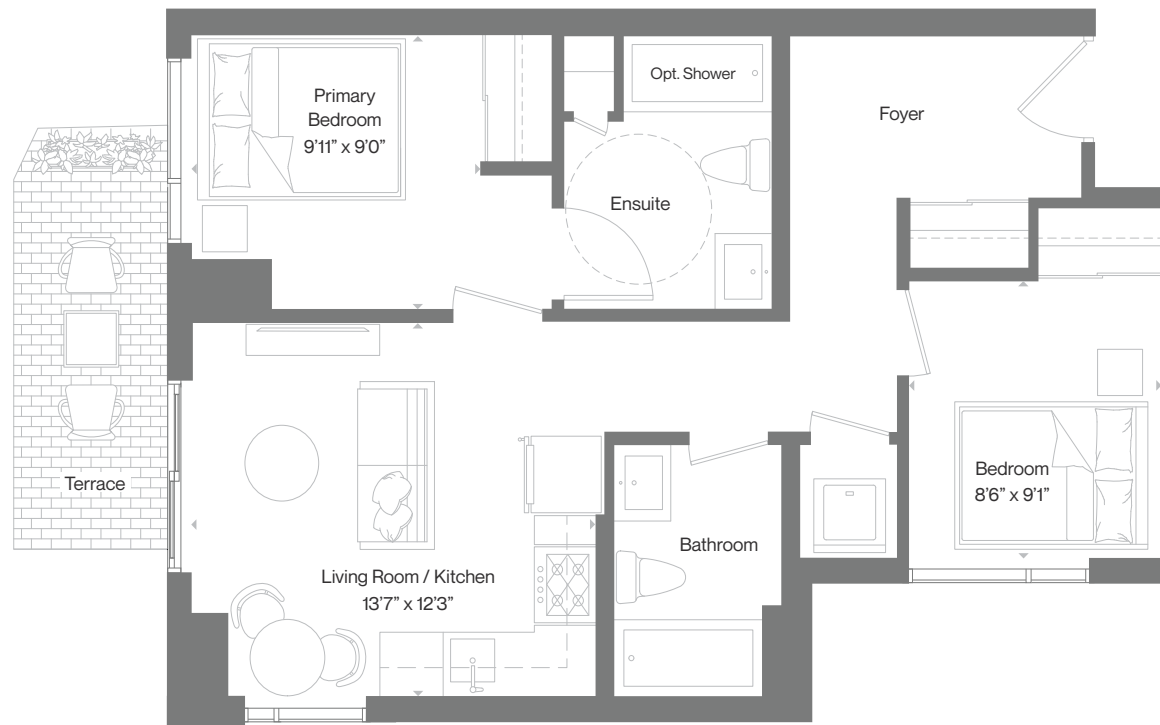 Primary
Bedroom
9’11” x 9’0”
Opt. Shower
Foyer
Ensuite
Terrace
Bedroom
8’6” x 9’1”
Bathroom
Living Room / Kitchen
13’7” x 12’3”